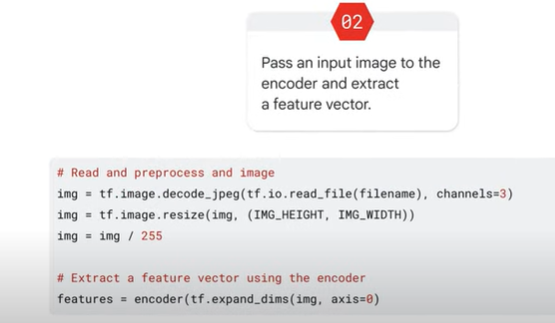 02
Pass an input image to the
encoder and extract
a feature vector.
# Read and preprocess and image
img = tf.image.decode_jpeg(tf.io.read_file(filename), channels=3)
img = tf.image.resize(img, (IMG_HEIGHT, IMG_WIDTH))
img = img / 255
# Extract a feature vector using the encoder
features = encoder(tf.expand_dims(img, axis=0)